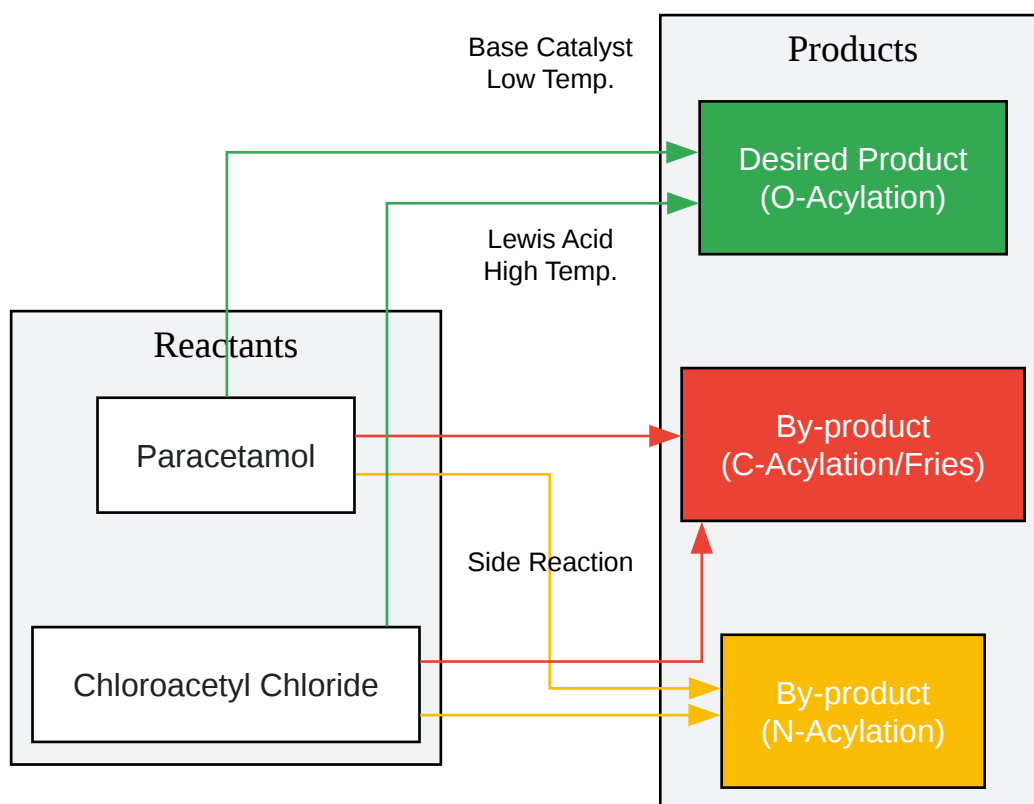 Base Catalyst
Low Temp.
Products
Desired Product
(O-Acylation)
Lewis Acid
High Temp.
Reactants
Paracetamol
By-product
(C-Acylation/Fries)
Side Reaction
Chloroacetyl Chloride
By-product
(N-Acylation)